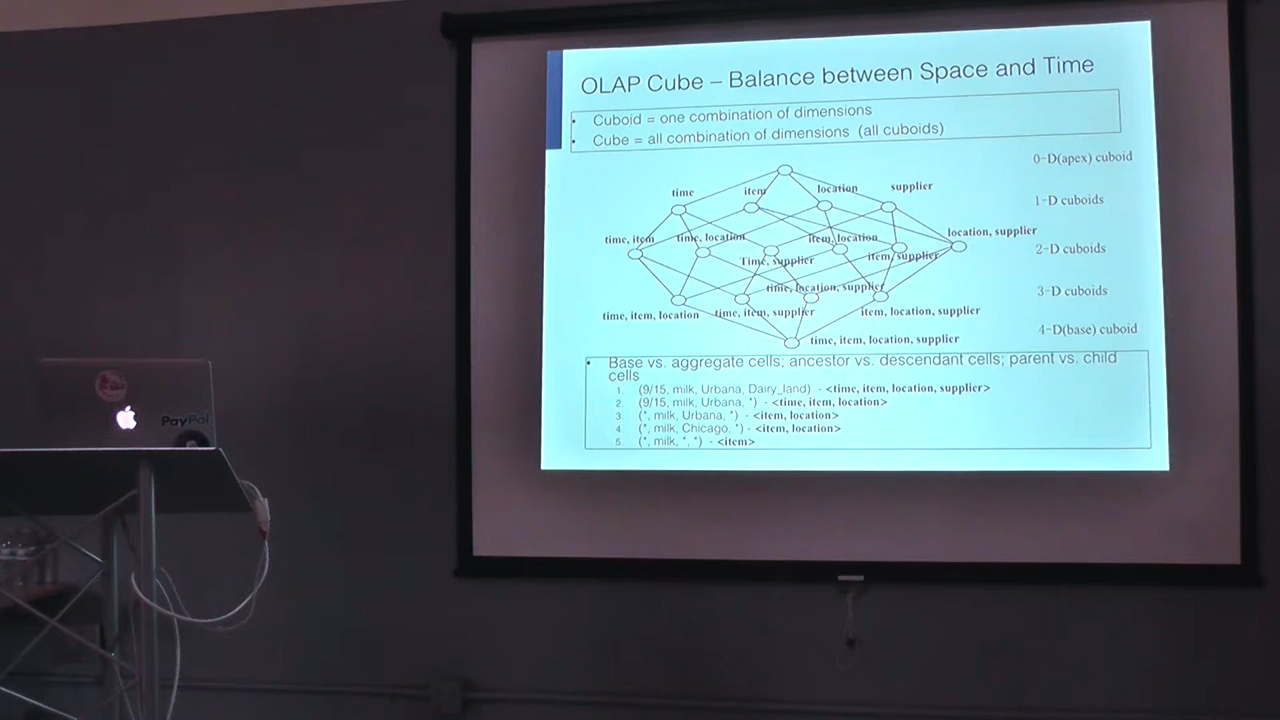 OLAP Cube – Balance between Space and Time
• Cuboid = one combination of dimensions
• Cube = all combination of dimensions (all cuboids)
0-D(apex) cuboid
time item location supplier
1-D cuboids
time, item time, location item, location location, supplier
Time, supplier item, supplier
2-D cuboids
time, location, supplier
3-D cuboids
time, item, location time, item, supplier item, location, supplier
4-D(base) cuboid
time, item, location, supplier
• Base vs. aggregate cells; ancestor vs. descendant cells; parent vs. child
cells
1. (9/15, milk, Urbana, Dairy_land) - <time, item, location, supplier>
2. (9/15, milk, Urbana, *) - <time, item, location>
3. (*, milk, Urbana, *) - <item, location>
4. (*, milk, Chicago, *) - <item, location>
5. (*, milk, *, *) - <item>
PayPal